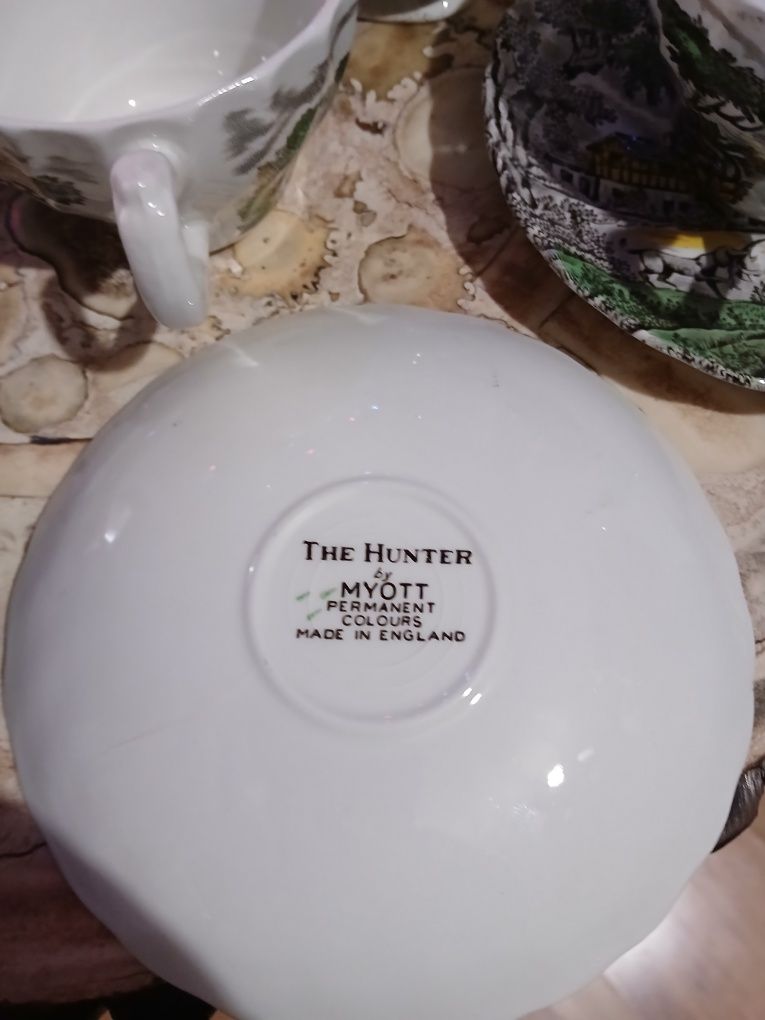 THE HUNTER
by
MYOTT
PERMANENT
COLOURS
MADE IN ENGLAND